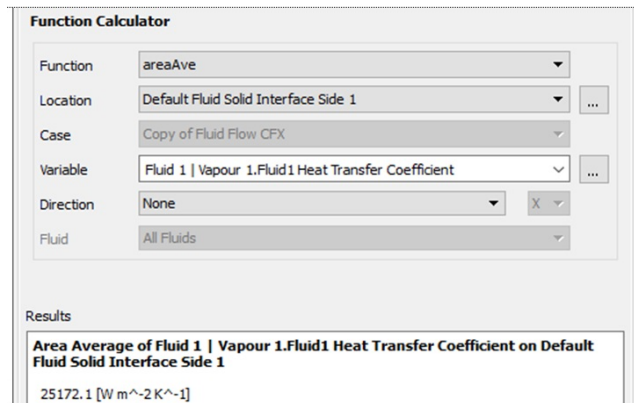 Function Calculator
Function areaAve
Location Default Fluid Solid Interface Side 1 ...
Case Copy of Fluid Flow CFX
Variable Fluid 1 | Vapour 1.Fluid1 Heat Transfer Coefficient ...
Direction None X
Fluid All Fluids
Results
Area Average of Fluid 1 | Vapour 1.Fluid1 Heat Transfer Coefficient on Default
Fluid Solid Interface Side 1
25172.1 [W m^-2 K^-1]